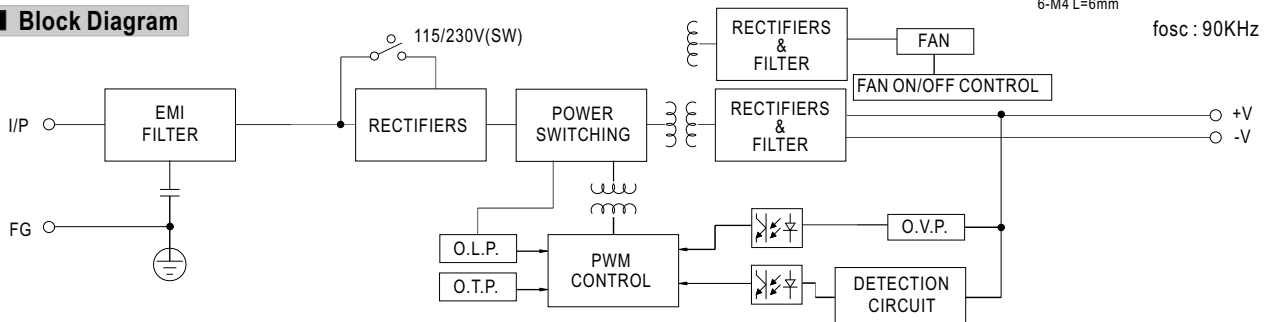 6-M4 L=6mm
Block Diagram
fosc : 90KHz
115/230V(SW)
RECTIFIERS
&
FILTER
FAN
FAN ON/OFF CONTROL
I/P
EMI
FILTER
RECTIFIERS
POWER
SWITCHING
RECTIFIERS
&
FILTER
+V
-V
FG
O.L.P.
O.T.P.
PWM
CONTROL
O.V.P.
DETECTION
CIRCUIT